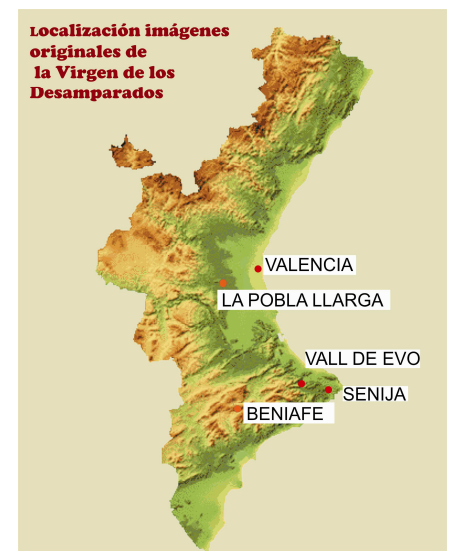 Localización imágenes
originales de
la Virgen de los
Desamparados
VALENCIA
LA POBLA LLARGA
VALL DE EVO
SENIJA
BENIAFE